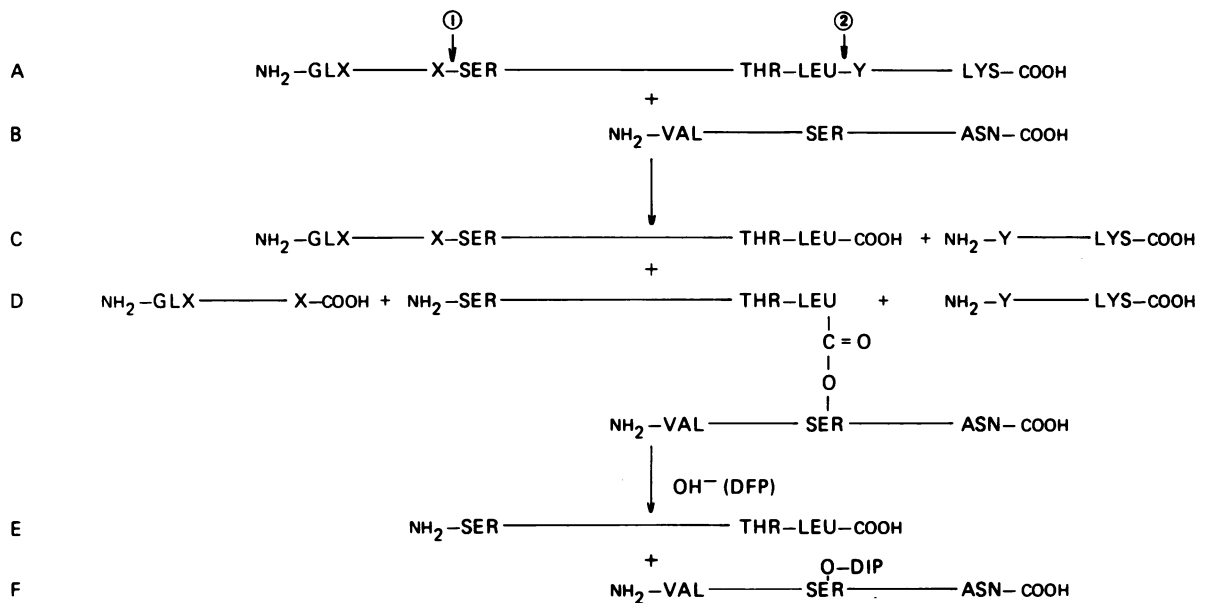 ① ②
A NH2–GLX X–SER THR–LEU–Y LYS–COOH
+
B NH2–VAL SER ASN–COOH
C NH2–GLX X–SER THR–LEU–COOH + NH2–Y LYS–COOH
+
D NH2–GLX X–COOH + NH2–SER THR–LEU + NH2–Y LYS–COOH
C = O
O
NH2–VAL SER ASN–COOH
OH– (DFP)
E NH2–SER THR–LEU–COOH
+
O–DIP
F NH2–VAL SER ASN–COOH